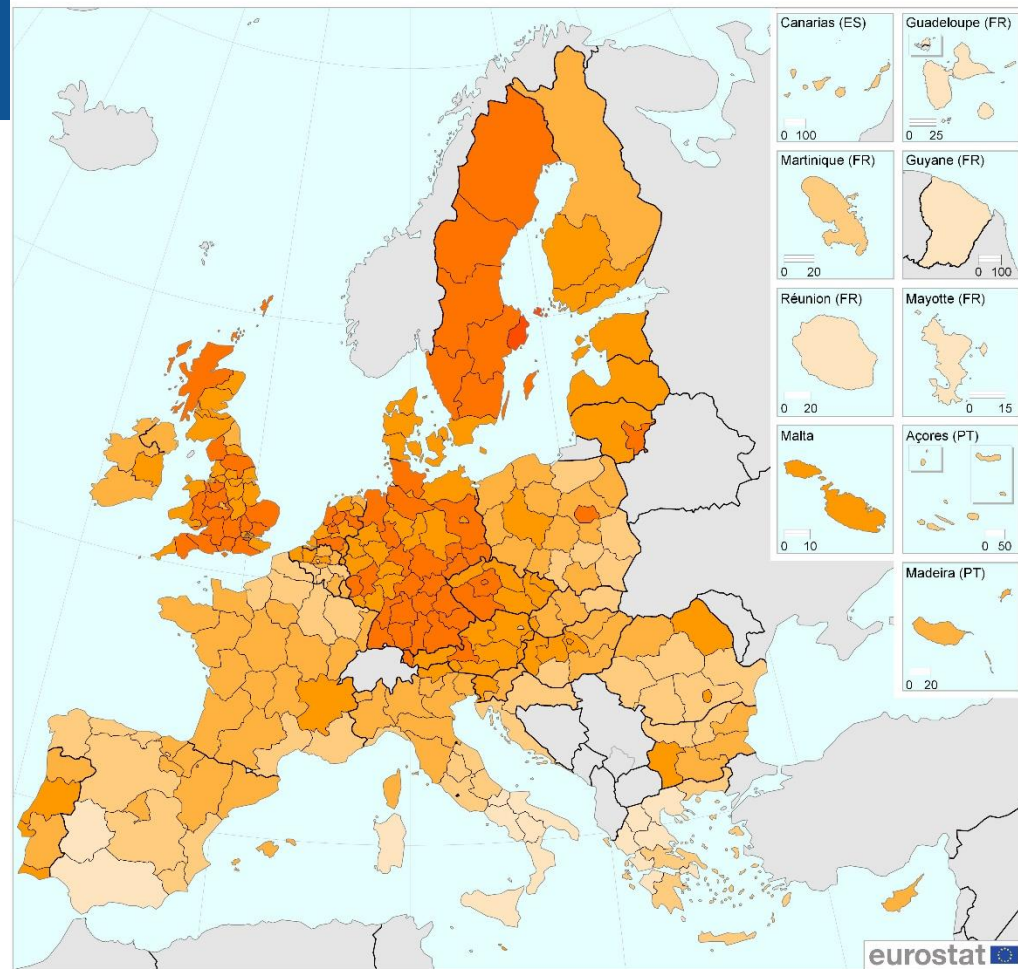 Canarias (ES)
0 100
Guadeloupe (FR)
0 25
Martinique (FR)
0 20
Guyane (FR)
0 100
Réunion (FR)
0 20
Mayotte (FR)
0 15
Malta
0 10
Açores (PT)
0 50
Madeira (PT)
0 20
eurostat